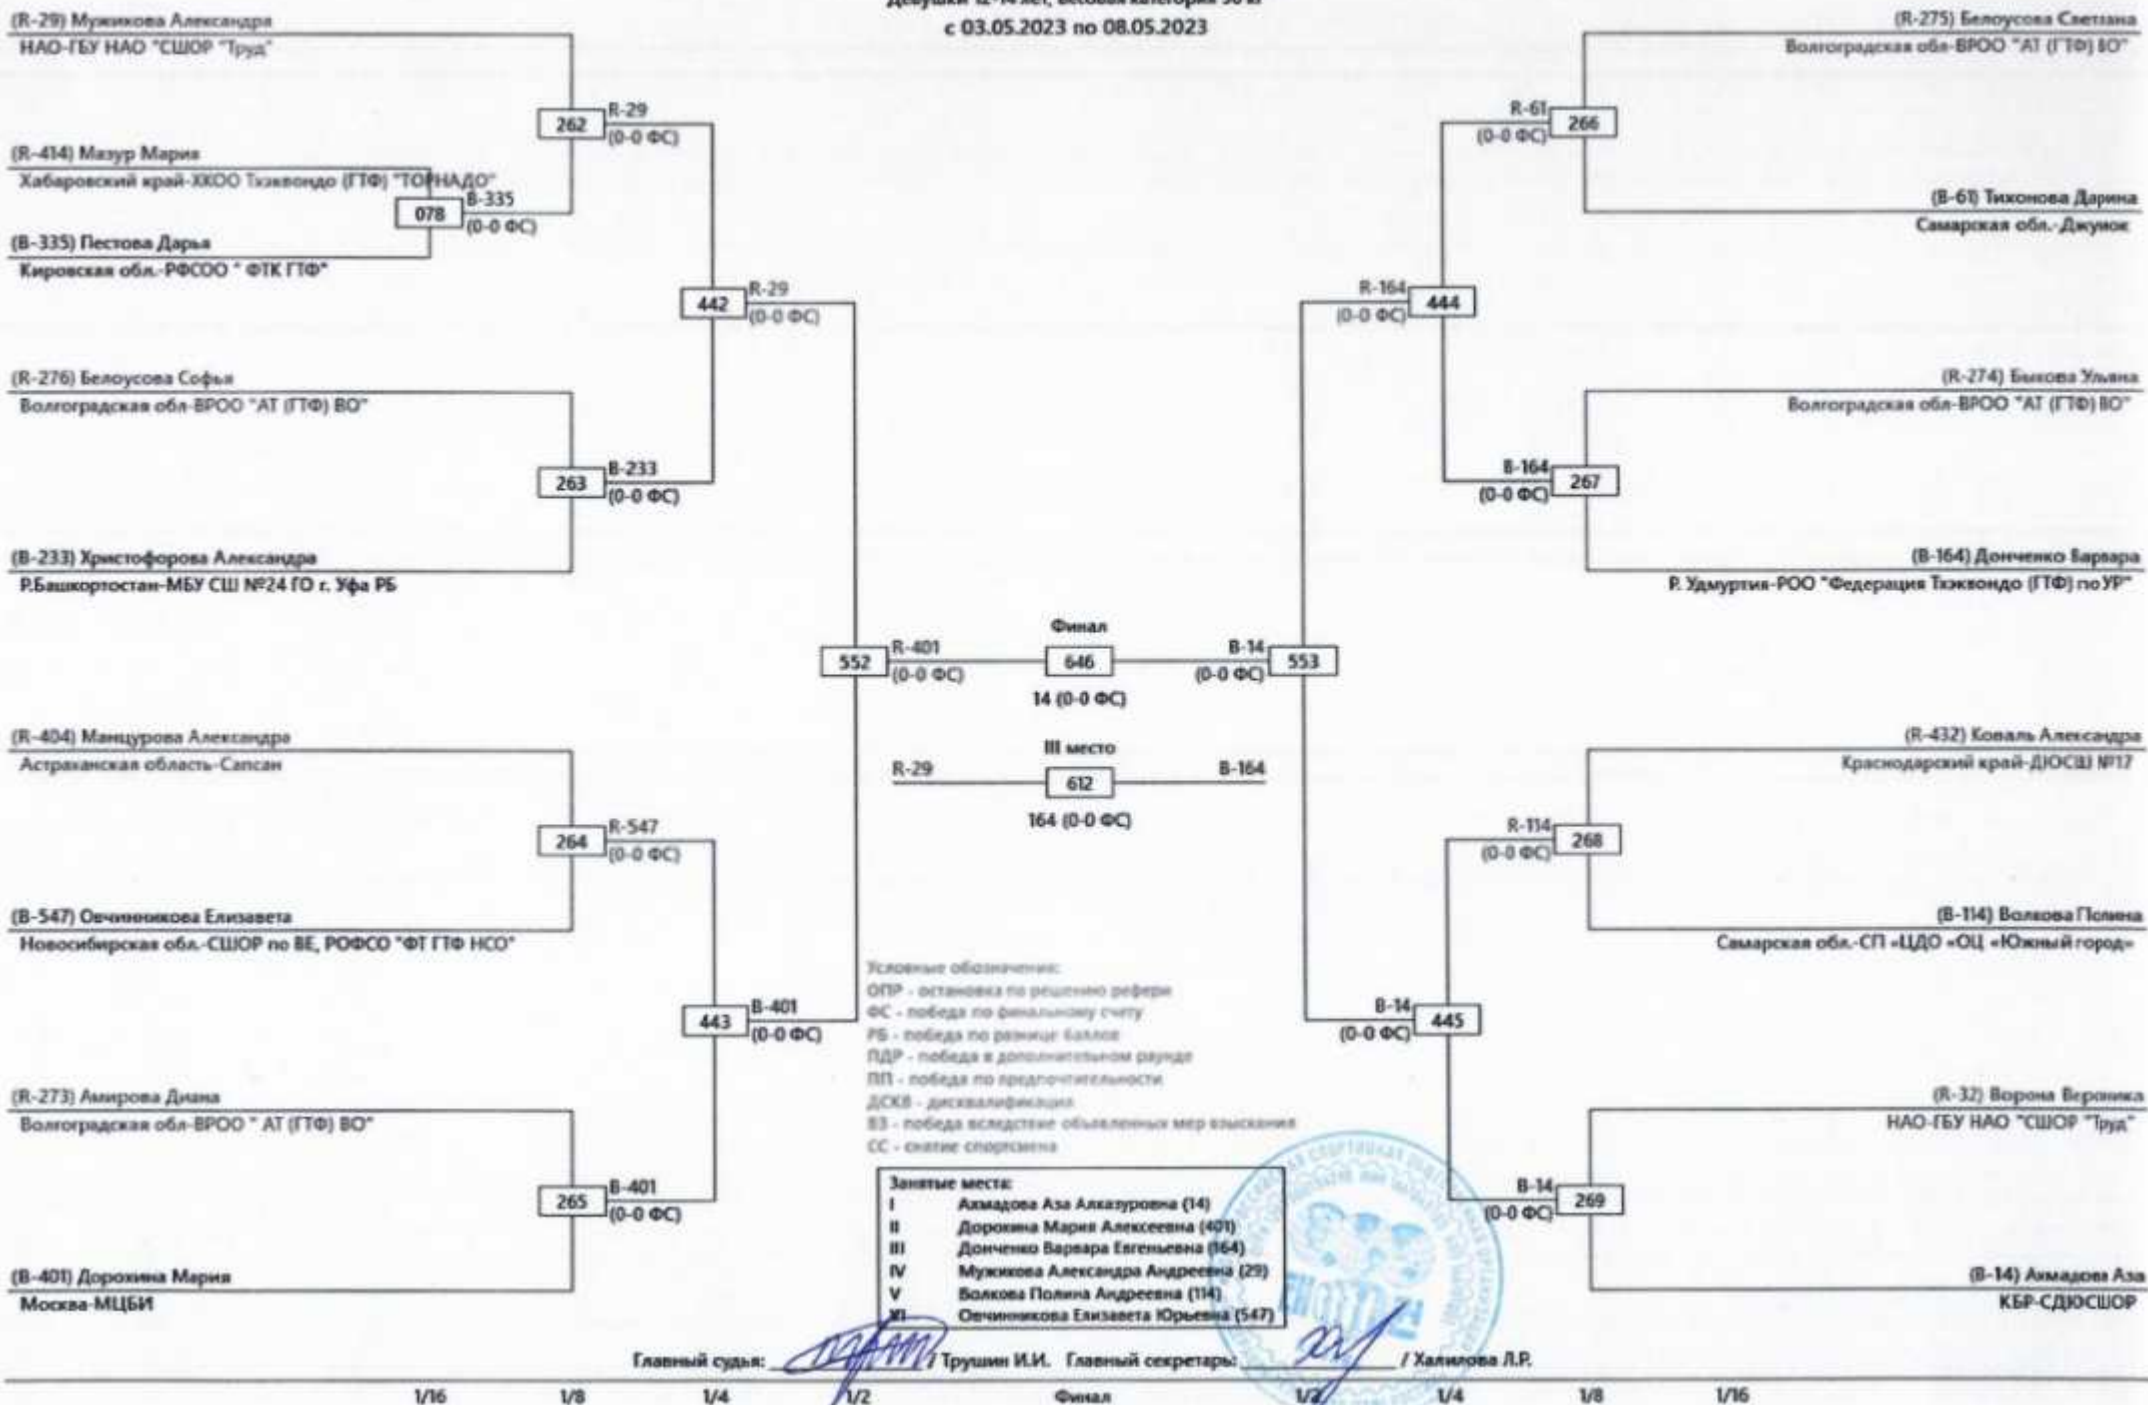 с 03.05.2023 по 08.05.2023
(R-29) Мужикова Александра
НАО-ГБУ НАО "СШОР "Труд"
262
R-29
(0-0 ФС)
(R-414) Мазур Мария
Хабаровский край-ХКОО Тхэквондо (ГТФ) "ТОРНАДО"
078
B-335
(0-0 ФС)
(B-335) Пестова Дарья
Кировская обл.-РФСОО " ФТК ГТФ"
442
R-29
(0-0 ФС)
(R-276) Белоусова Софья
Волгоградская обл-ВРОО "АТ (ГТФ) ВО"
263
B-233
(0-0 ФС)
(B-233) Христофорова Александра
Р.Башкортостан-МБУ СШ №24 ГО г. Уфа РБ
552
R-401
(0-0 ФС)
(R-404) Манцурова Александра
Астраханская область-Сапсан
264
R-547
(0-0 ФС)
(B-547) Овчинникова Елизавета
Новосибирская обл.-СШОР по ВЕ, РОФСО "ФТ ГТФ НСО"
443
B-401
(0-0 ФС)
(R-273) Амирова Диана
Волгоградская обл-ВРОО " АТ (ГТФ) ВО"
265
B-401
(0-0 ФС)
(B-401) Дорохина Мария
Москва-МЦБИ
Финал
646
14 (0-0 ФС)
III место
R-29
612
B-164
164 (0-0 ФС)
(R-275) Белоусова Светлана
Волгоградская обл-ВРОО "АТ (ГТФ) ВО"
R-61
(0-0 ФС)
266
(B-61) Тихонова Дарина
Самарская обл.-Джунок
R-164
(0-0 ФС)
444
(R-274) Быкова Ульяна
Волгоградская обл-ВРОО "АТ (ГТФ) ВО"
B-164
(0-0 ФС)
267
(B-164) Донченко Варвара
Р. Удмуртия-РОО "Федерация Тхэквондо (ГТФ) по УР"
B-14
(0-0 ФС)
553
(R-432) Коваль Александра
Краснодарский край-ДЮСШ №17
R-114
(0-0 ФС)
268
(B-114) Волкова Полина
Самарская обл.-СП «ЦДО «ОЦ «Южный город»
B-14
(0-0 ФС)
445
(R-32) Ворона Вероника
НАО-ГБУ НАО "СШОР "Труд"
B-14
(0-0 ФС)
269
(B-14) Ахмадова Аза
КБР-СДЮСШОР
Условные обозначения:
ОПР - остановка по решению рефери
ФС - победа по финальному счету
РБ - победа по разнице баллов
ПДР - победа в дополнительном раунде
ПП - победа по предпочтительности
ДСКВ - дисквалификация
ВЗ - победа вследствие объявленных мер взыскания
СС - снятие спортсмена
Занятые места:
I Ахмадова Аза Алказуровна (14)
II Дорохина Мария Алексеевна (401)
III Донченко Варвара Евгеньевна (164)
IV Мужикова Александра Андреевна (29)
V Волкова Полина Андреевна (114)
VI Овчинникова Елизавета Юрьевна (547)
Главный судья: / Трушин И.И. Главный секретарь: / Халилова Л.Р.
1/16 1/8 1/4 1/2 Финал 1/2 1/4 1/8 1/16